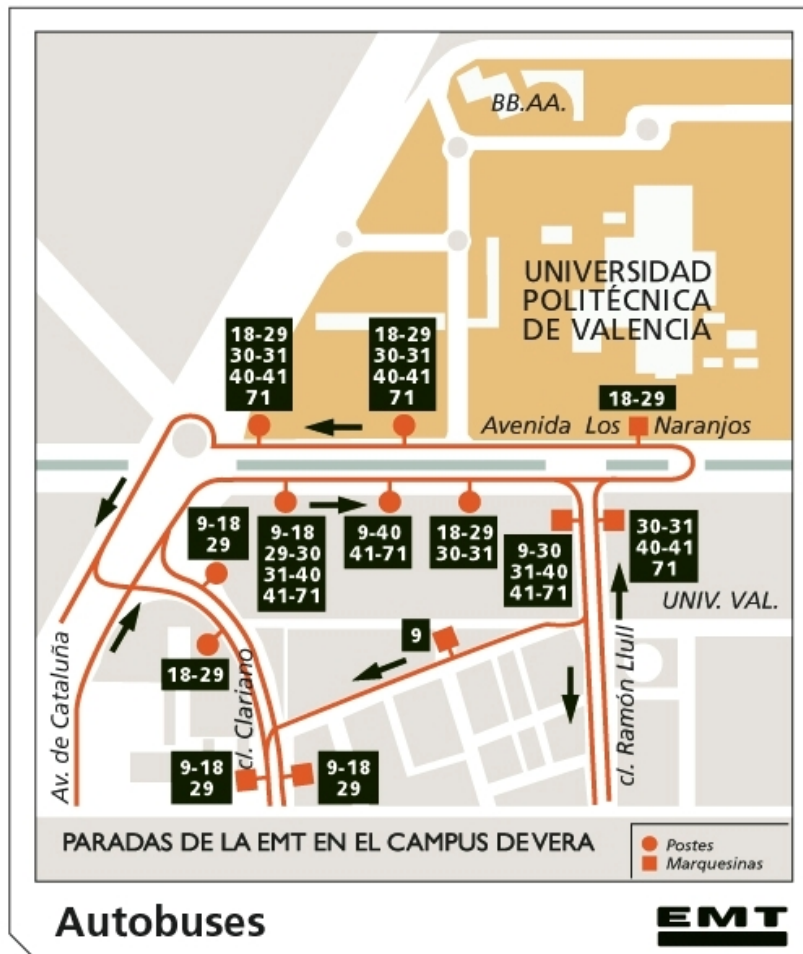 BB.AA.
UNIVERSIDAD
POLITÉCNICA
DE VALENCIA
18-29
30-31
40-41
71
18-29
30-31
40-41
71
18-29
Avenida Los Naranjos
9-18
29
9-18
29-30
31-40
41-71
9-40
41-71
18-29
30-31
9-30
31-40
41-71
30-31
40-41
71
UNIV. VAL.
9
18-29
Av. de Cataluña
cl. Clariano
cl. Ramón Llull
9-18
29
9-18
29
PARADAS DE LA EMT EN EL CAMPUS DE VERA
Postes
Marquesinas
Autobuses
EMT